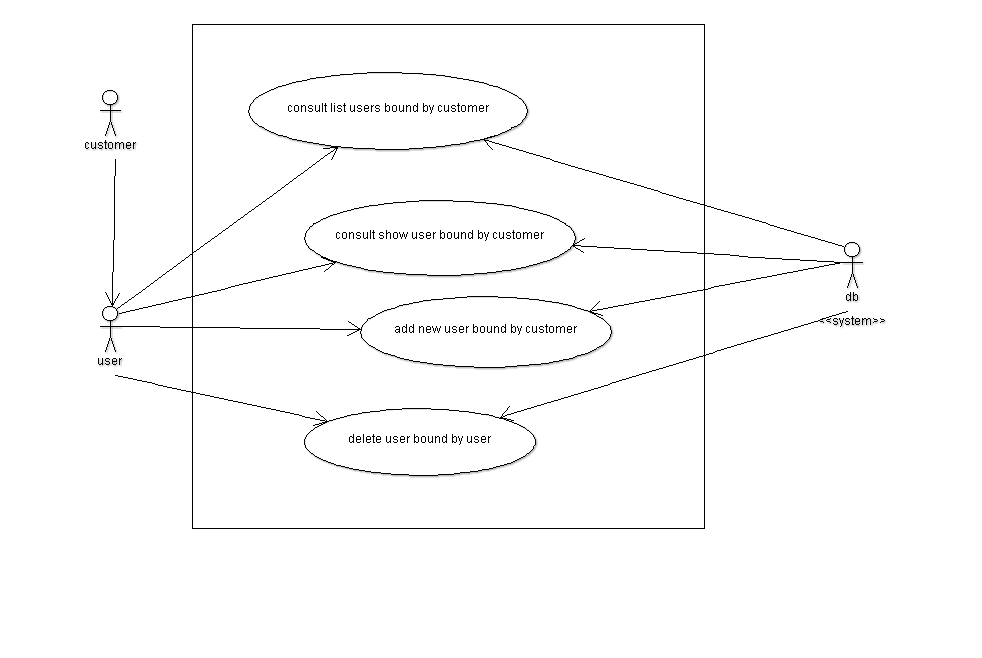 consult list users bound by customer
customer
consult show user bound by customer
db
<<system>>
add new user bound by customer
user
delete user bound by user